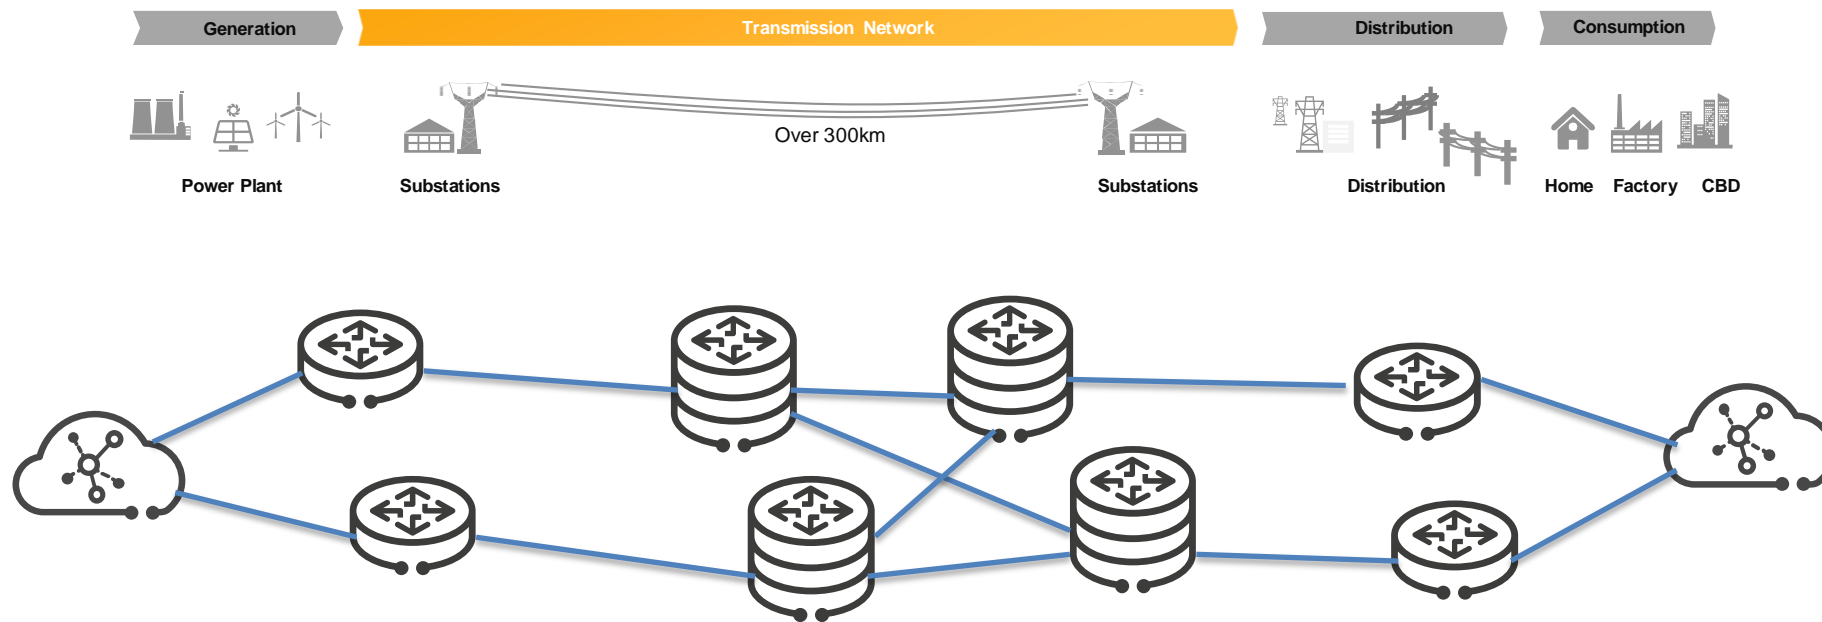 Generation
Transmission Network
Distribution
Consumption
Over 300km
Power Plant
Substations
Substations
Distribution
Home
Factory
CBD